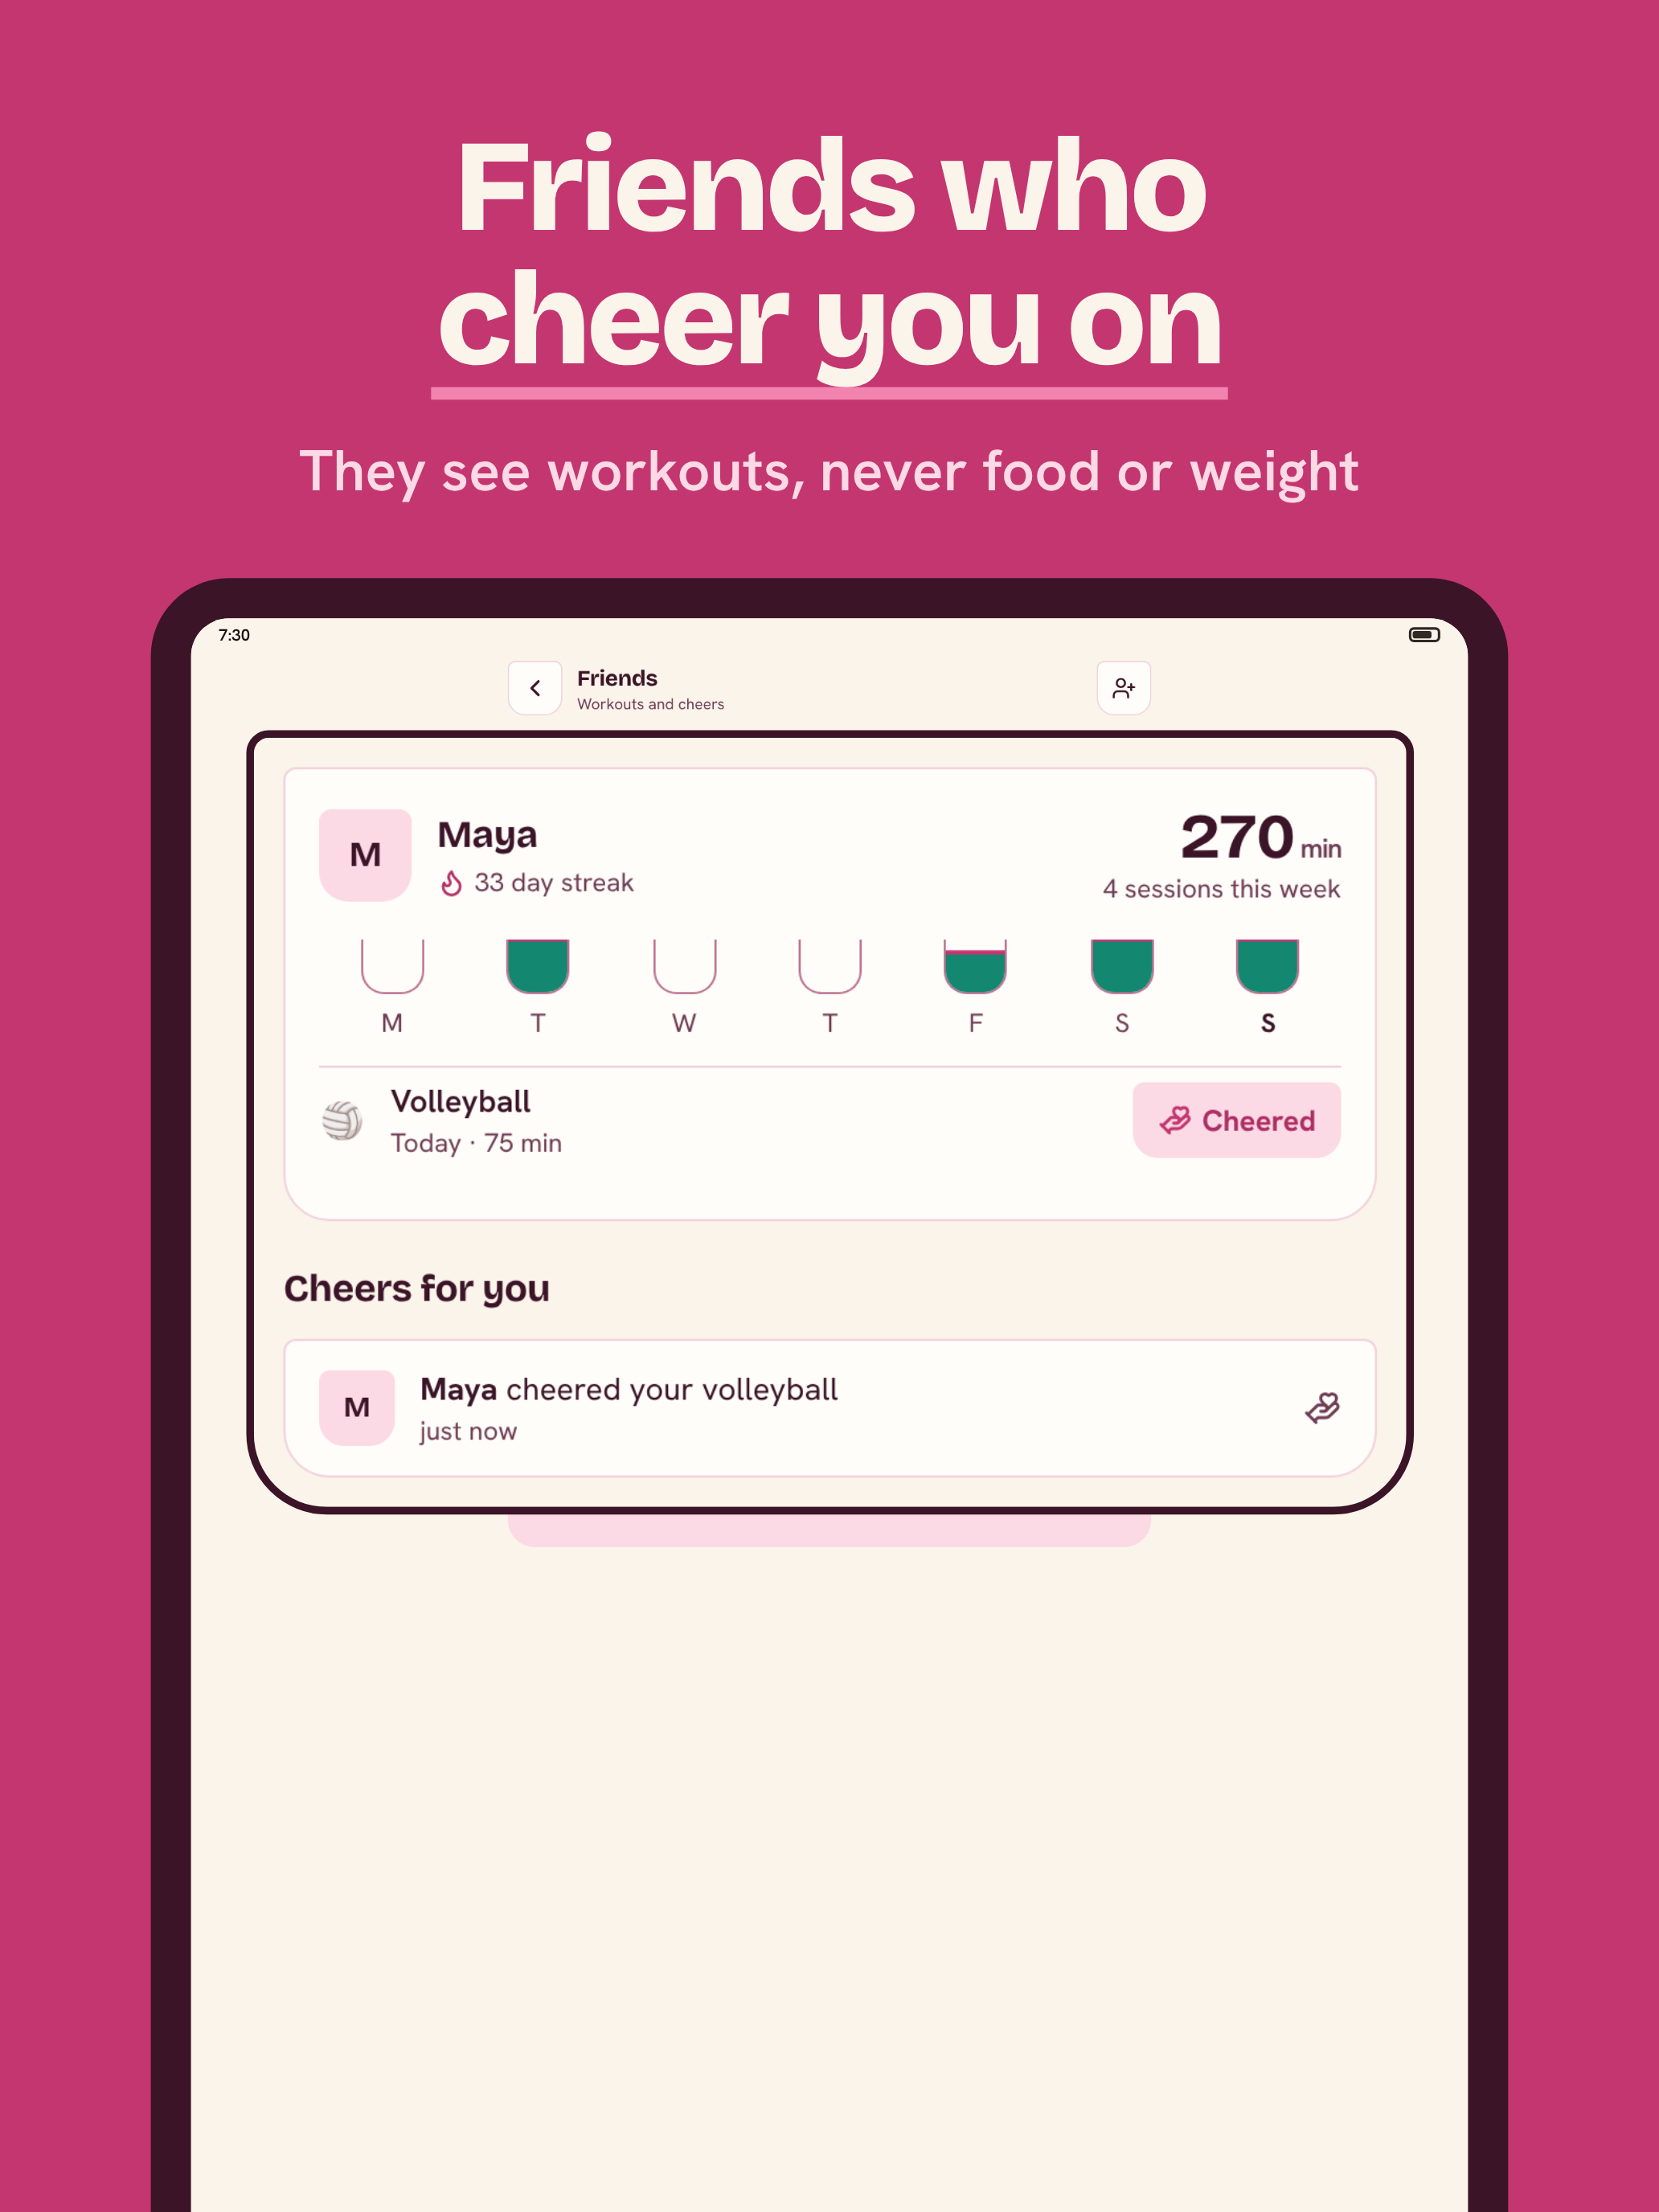 Friends who
cheer you on
They see workouts, never food or weight
7:30
Friends
Workouts and cheers
M
Maya
33 day streak
270 min
4 sessions this week
M T W T F S S
Volleyball
Today · 75 min
Cheered
Cheers for you
M
Maya cheered your volleyball
just now